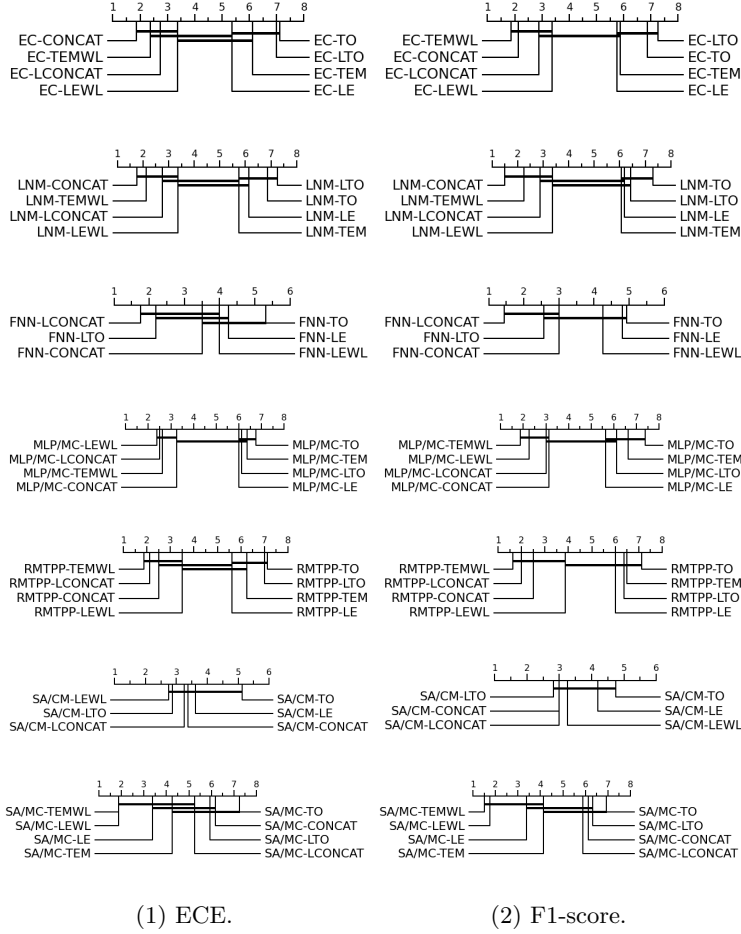 1 2 3 4 5 6 7 8
EC-CONCAT EC-TO
EC-TEMWL EC-LTO
EC-LCONCAT EC-TEM
EC-LEWL EC-LE
1 2 3 4 5 6 7 8
EC-TEMWL EC-LTO
EC-CONCAT EC-TO
EC-LCONCAT EC-TEM
EC-LEWL EC-LE
1 2 3 4 5 6 7 8
LNM-CONCAT LNM-LTO
LNM-TEMWL LNM-TO
LNM-LCONCAT LNM-LE
LNM-LEWL LNM-TEM
1 2 3 4 5 6 7 8
LNM-CONCAT LNM-TO
LNM-TEMWL LNM-LTO
LNM-LCONCAT LNM-LE
LNM-LEWL LNM-TEM
1 2 3 4 5 6
FNN-LCONCAT FNN-TO
FNN-LTO FNN-LE
FNN-CONCAT FNN-LEWL
1 2 3 4 5 6
FNN-LCONCAT FNN-TO
FNN-LTO FNN-LE
FNN-CONCAT FNN-LEWL
1 2 3 4 5 6 7 8
MLP/MC-LEWL MLP/MC-TO
MLP/MC-LCONCAT MLP/MC-TEM
MLP/MC-TEMWL MLP/MC-LTO
MLP/MC-CONCAT MLP/MC-LE
1 2 3 4 5 6 7 8
MLP/MC-TEMWL MLP/MC-TO
MLP/MC-LEWL MLP/MC-TEM
MLP/MC-LCONCAT MLP/MC-LTO
MLP/MC-CONCAT MLP/MC-LE
1 2 3 4 5 6 7 8
RMTPP-TEMWL RMTPP-TO
RMTPP-LCONCAT RMTPP-LTO
RMTPP-CONCAT RMTPP-TEM
RMTPP-LEWL RMTPP-LE
1 2 3 4 5 6 7 8
RMTPP-TEMWL RMTPP-TO
RMTPP-LCONCAT RMTPP-TEM
RMTPP-CONCAT RMTPP-LTO
RMTPP-LEWL RMTPP-LE
1 2 3 4 5 6
SA/CM-LEWL SA/CM-TO
SA/CM-LTO SA/CM-LE
SA/CM-LCONCAT SA/CM-CONCAT
1 2 3 4 5 6
SA/CM-LTO SA/CM-TO
SA/CM-CONCAT SA/CM-LE
SA/CM-LCONCAT SA/CM-LEWL
1 2 3 4 5 6 7 8
SA/MC-TEMWL SA/MC-TO
SA/MC-LEWL SA/MC-CONCAT
SA/MC-LE SA/MC-LTO
SA/MC-TEM SA/MC-LCONCAT
1 2 3 4 5 6 7 8
SA/MC-TEMWL SA/MC-TO
SA/MC-LEWL SA/MC-LTO
SA/MC-LE SA/MC-CONCAT
SA/MC-TEM SA/MC-LCONCAT
(1) ECE.
(2) F1-score.